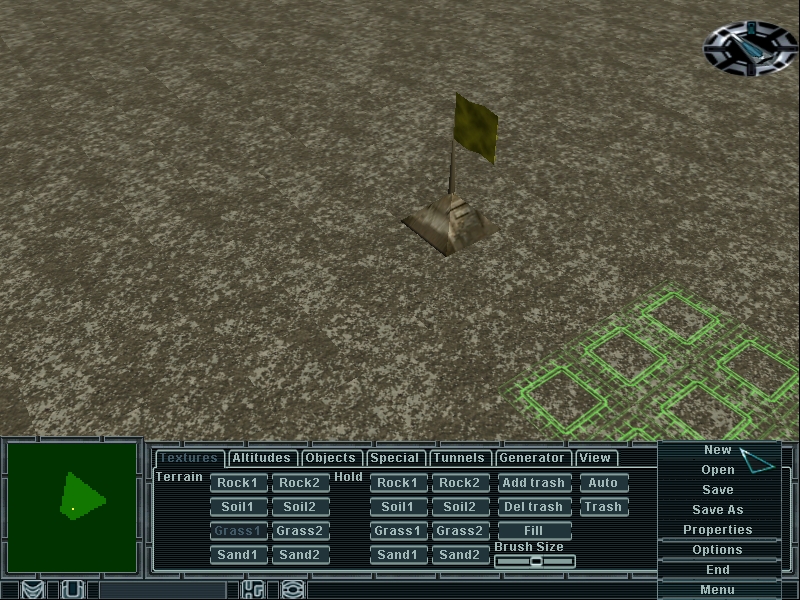 Textures Altitudes Objects Special Tunnels Generator View
Terrain Rock1 Rock2 Hold Rock1 Rock2 Add trash Auto
Soil1 Soil2 Soil1 Soil2 Del trash Trash
Grass1 Grass2 Grass1 Grass2 Fill
Brush Size
Sand1 Sand2 Sand1 Sand2
New
Open
Save
Save As
Properties
Options
End
Menu